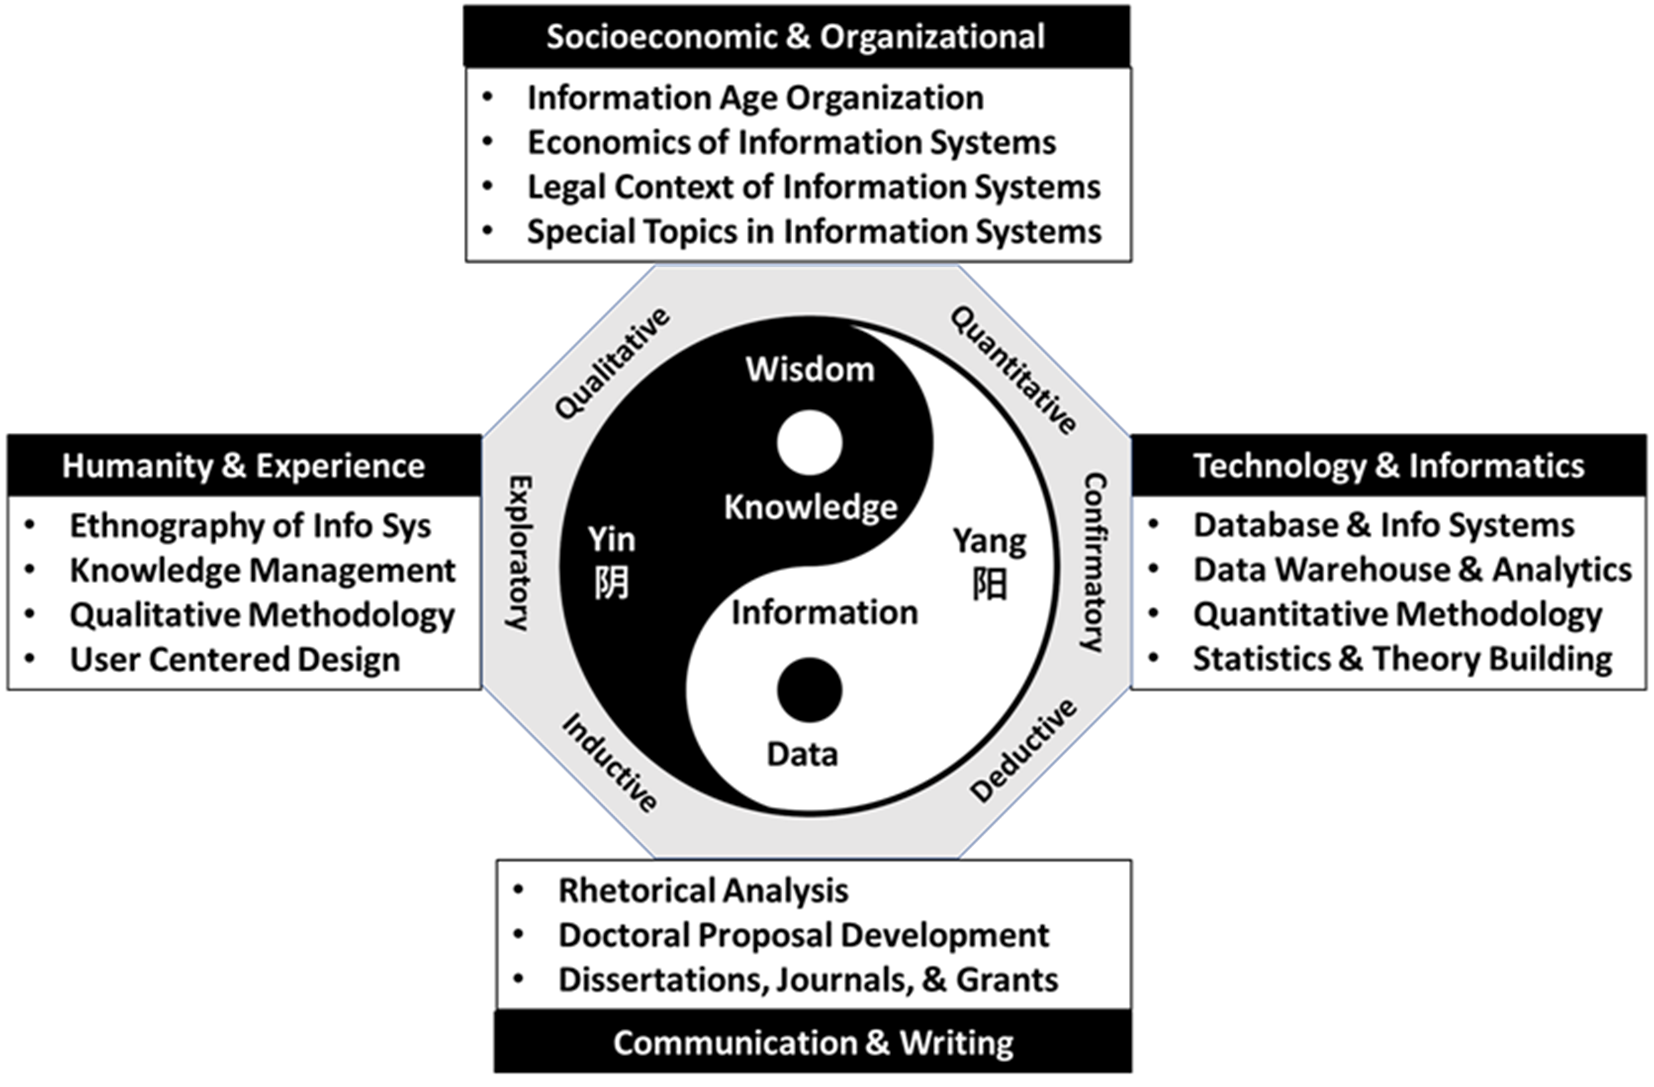 Socioeconomic & Organizational
• Information Age Organization
• Economics of Information Systems
• Legal Context of Information Systems
• Special Topics in Information Systems
Qualitative
Quantitative
Wisdom
Knowledge
Humanity & Experience
• Ethnography of Info Sys
• Knowledge Management
• Qualitative Methodology
• User Centered Design
Exploratory
Yin
阴
Yang
阳
Confirmatory
Technology & Informatics
• Database & Info Systems
• Data Warehouse & Analytics
• Quantitative Methodology
• Statistics & Theory Building
Information
Data
Inductive
Deductive
• Rhetorical Analysis
• Doctoral Proposal Development
• Dissertations, Journals, & Grants
Communication & Writing